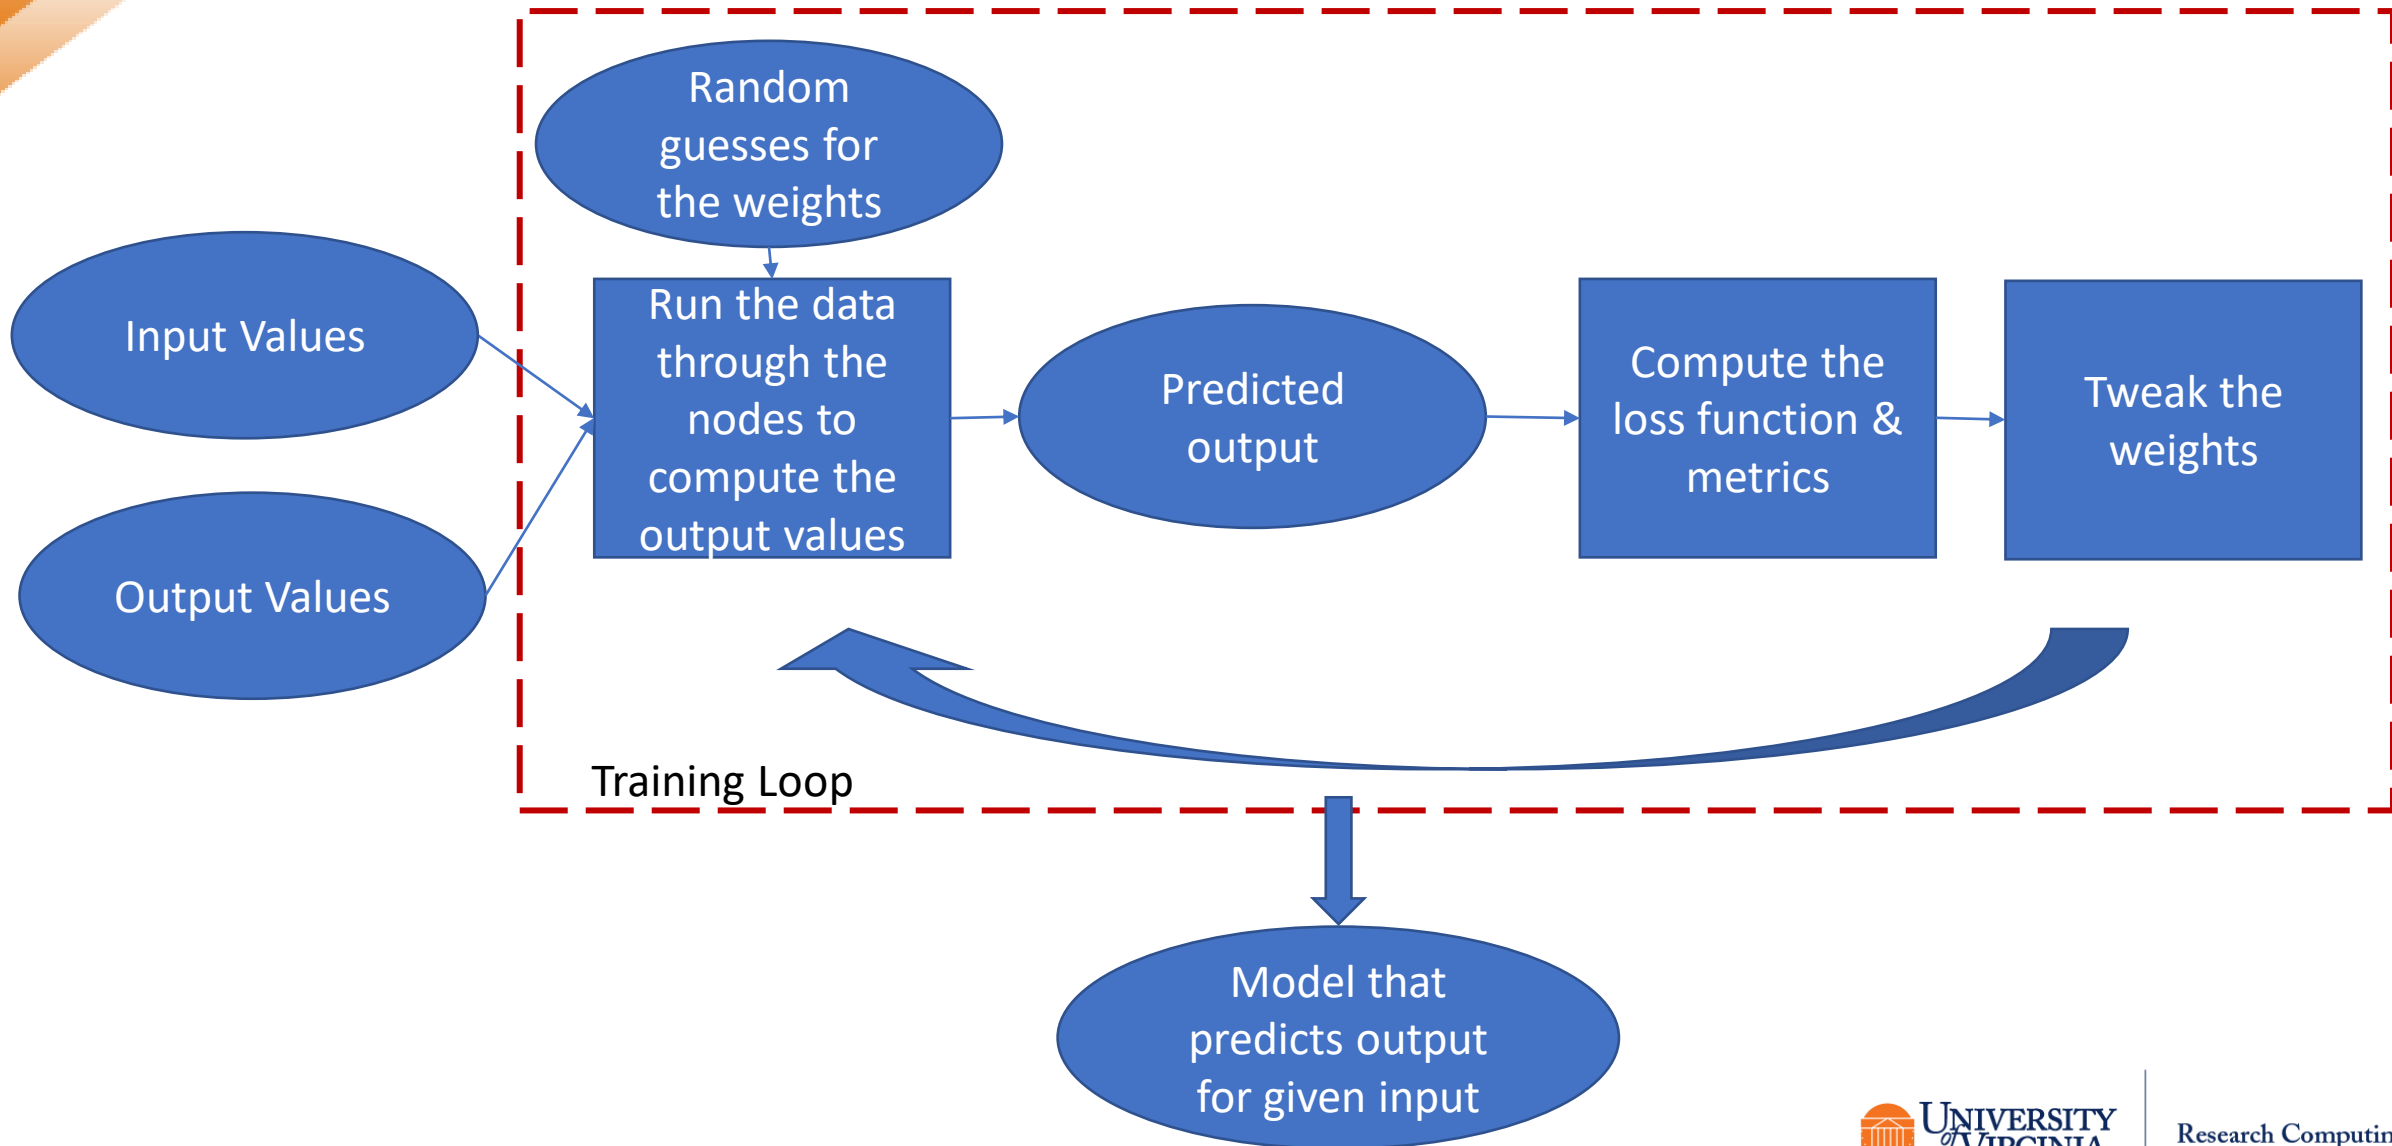 Random
guesses for
the weights
Input Values
Output Values
Run the data
through the
nodes to
compute the
output values
Predicted
output
Compute the
loss function &
metrics
Tweak the
weights
Training Loop
Model that
predicts output
for given input
UNIVERSITY
of VIRGINIA
Research Computin